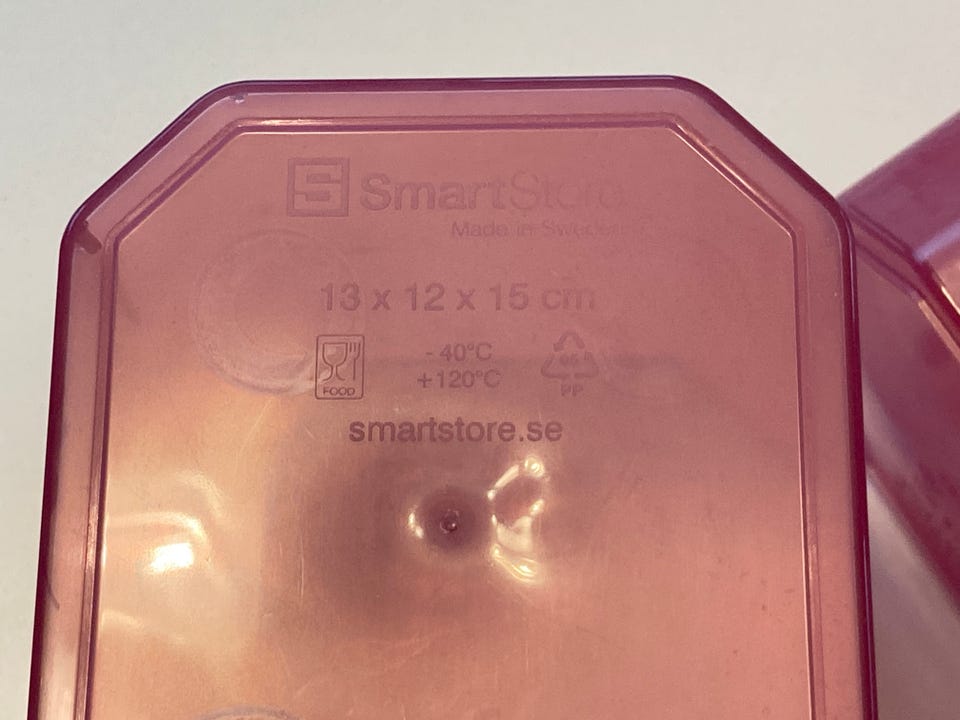 SmartStore
Made in Sweden
13 x 12 x 15 cm
FOOD
- 40°C
+120°C
05
PP
smartstore.se